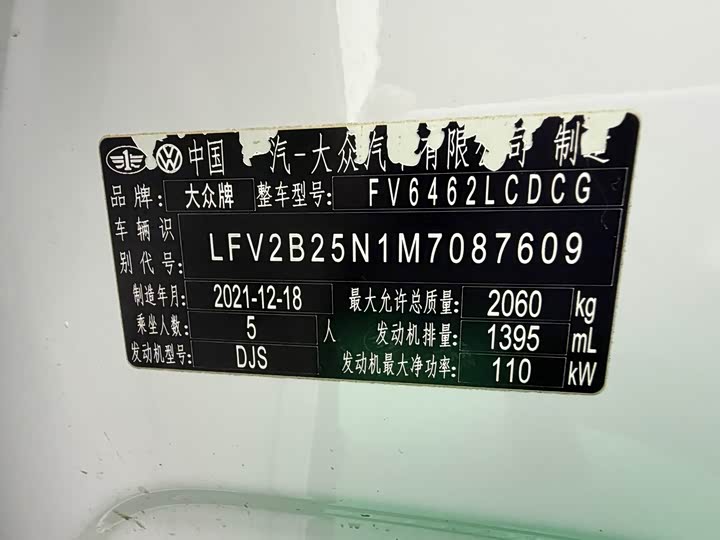 中国 一汽-大众汽车有限公司 制造
品牌: 大众牌 整车型号: FV6462LCDCG
车辆识
别代号: LFV2B25N1M7087609
制造年月: 2021-12-18 最大允许总质量: 2060 kg
乘坐人数: 5 人 发动机排量: 1395 mL
发动机型号: DJS 发动机最大净功率: 110 kW